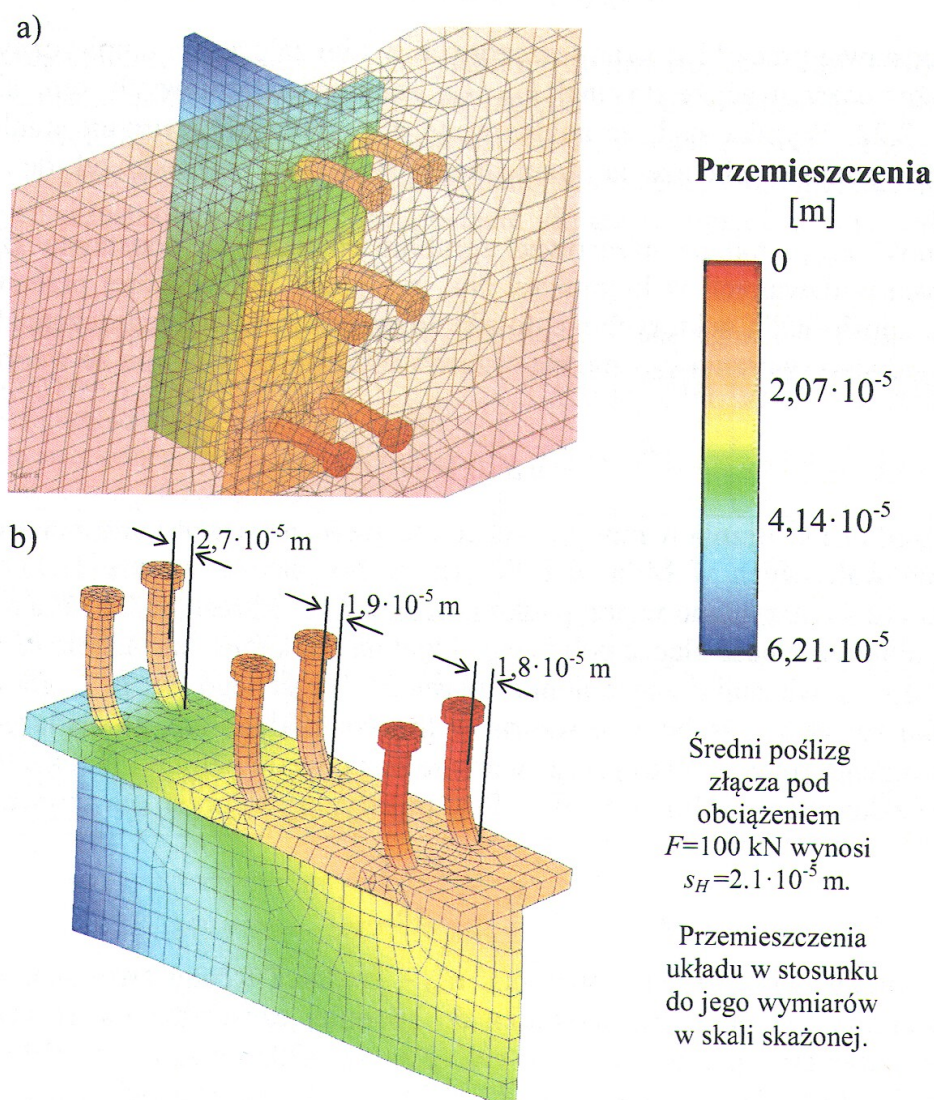 a)
Przemieszczenia
[m]
0
2,07·10⁻⁵
4,14·10⁻⁵
6,21·10⁻⁵
b)
2,7·10⁻⁵ m
1,9·10⁻⁵ m
1,8·10⁻⁵ m
Średni poślizg
złącza pod
obciążeniem
F=100 kN wynosi
s_H=2.1·10⁻⁵ m.
Przemieszczenia
układu w stosunku
do jego wymiarów
w skali skażonej.